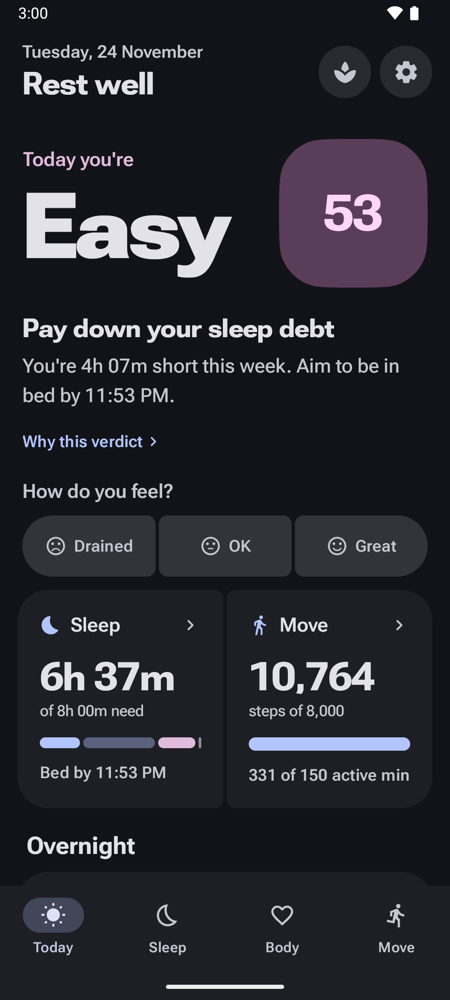 3:00
Tuesday, 24 November
Rest well
Today you're
Easy
53
Pay down your sleep debt
You're 4h 07m short this week. Aim to be in
bed by 11:53 PM.
Why this verdict
How do you feel?
Drained
OK
Great
Sleep
6h 37m
of 8h 00m need
Bed by 11:53 PM
Move
10,764
steps of 8,000
331 of 150 active min
Overnight
Today
Sleep
Body
Move